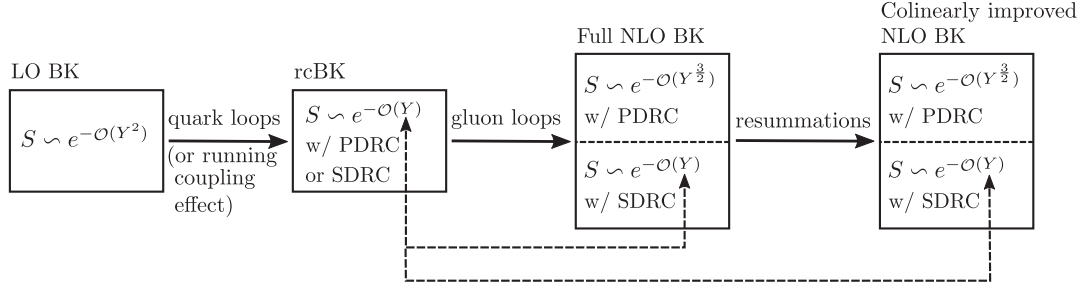 LO BK
S ∽ e^{-𝒪(Y^2)}
quark loops
(or running
coupling
effect)
rcBK
S ∽ e^{-𝒪(Y)}
w/ PDRC
or SDRC
gluon loops
Full NLO BK
S ∽ e^{-𝒪(Y^{3/2})}
w/ PDRC
S ∽ e^{-𝒪(Y)}
w/ SDRC
resummations
Colinearly improved
NLO BK
S ∽ e^{-𝒪(Y^{3/2})}
w/ PDRC
S ∽ e^{-𝒪(Y)}
w/ SDRC